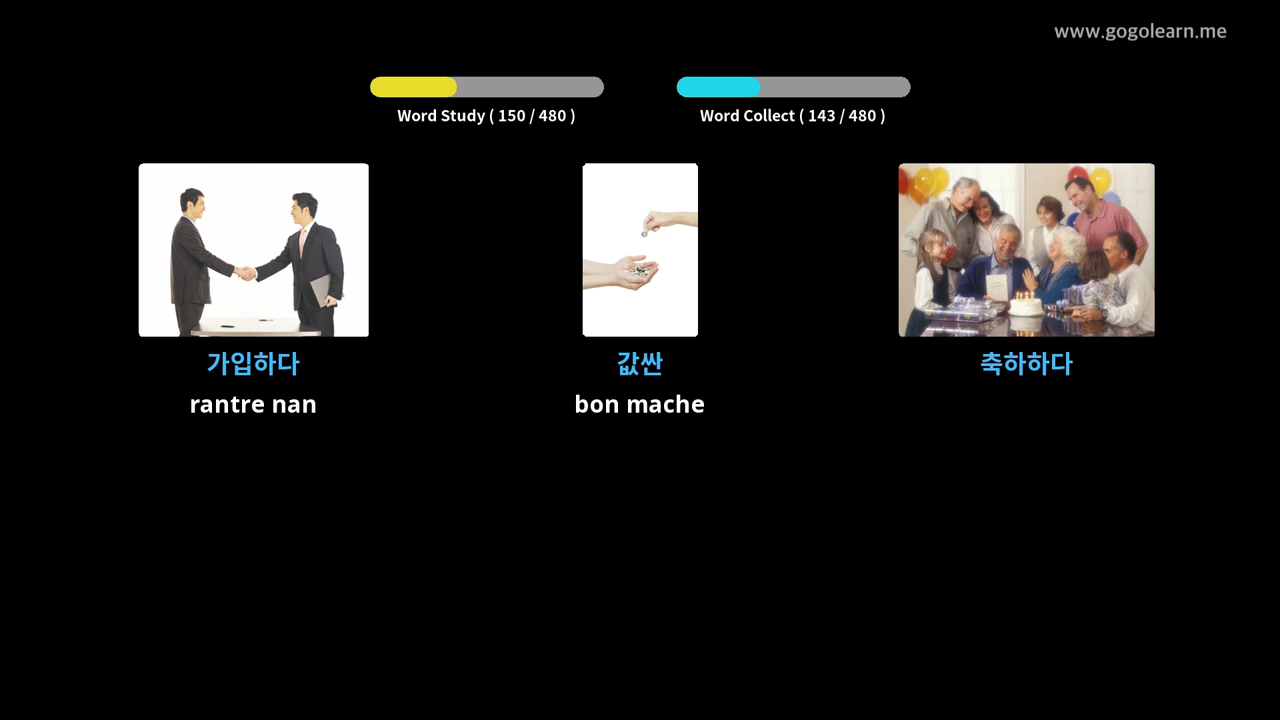 www.gogolearn.me
Word Study ( 150 / 480 )
Word Collect ( 143 / 480 )
가입하다
값싼
축하하다
rantre nan
bon mache